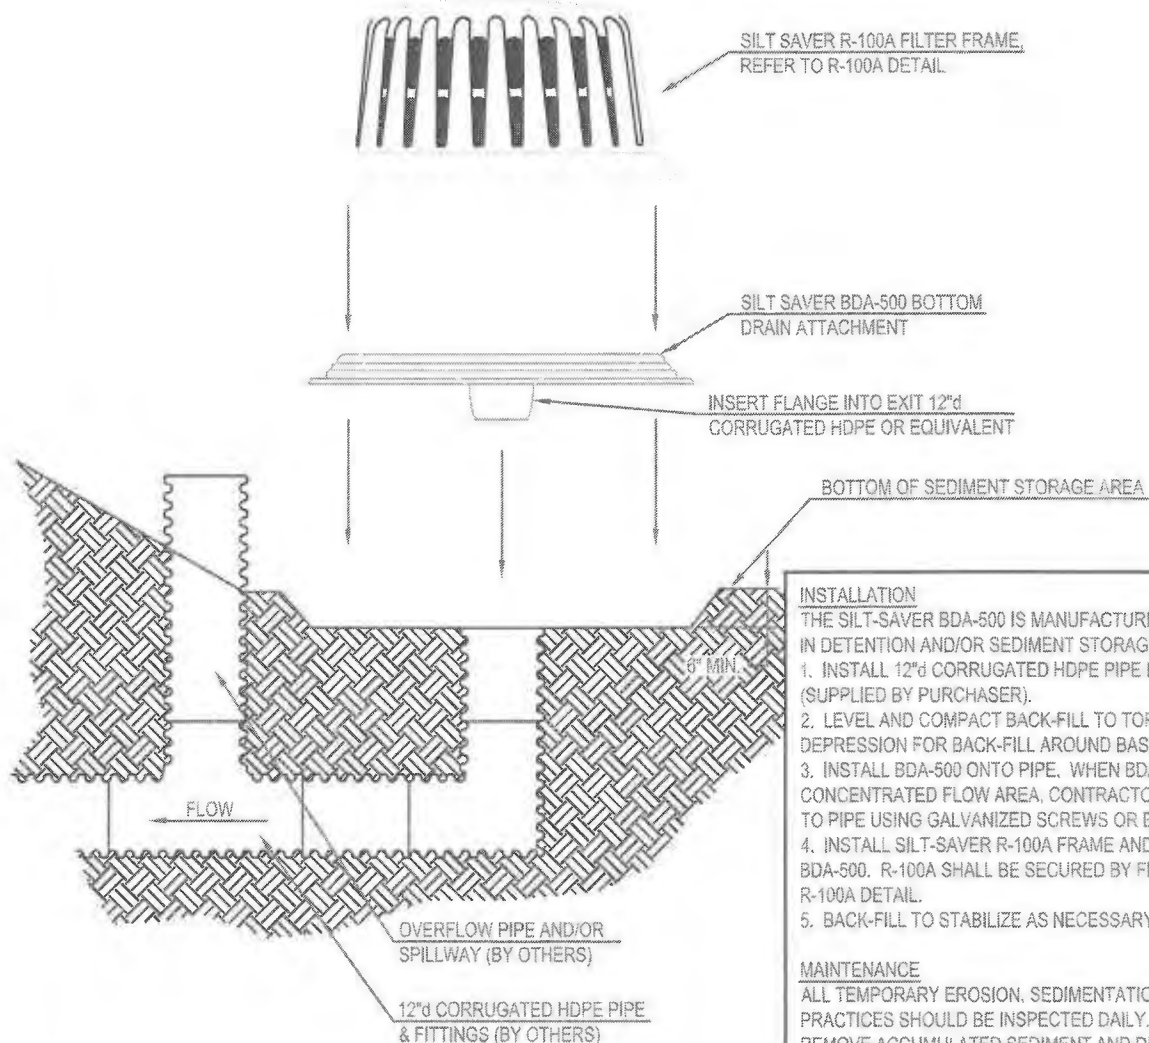 SILT SAVER R-100A FILTER FRAME,
REFER TO R-100A DETAIL
SILT SAVER BDA-500 BOTTOM
DRAIN ATTACHMENT
INSERT FLANGE INTO EXIT 12"d
CORRUGATED HDPE OR EQUIVALENT
BOTTOM OF SEDIMENT STORAGE AREA
6" MIN.
FLOW
OVERFLOW PIPE AND/OR
SPILLWAY (BY OTHERS)
12"d CORRUGATED HDPE PIPE
& FITTINGS (BY OTHERS)
INSTALLATION
THE SILT-SAVER BDA-500 IS MANUFACTURE
IN DETENTION AND/OR SEDIMENT STORAG
1. INSTALL 12"d CORRUGATED HDPE PIPE
(SUPPLIED BY PURCHASER).
2. LEVEL AND COMPACT BACK-FILL TO TO
DEPRESSION FOR BACK-FILL AROUND BAS
3. INSTALL BDA-500 ONTO PIPE, WHEN BD
CONCENTRATED FLOW AREA, CONTRACTO
TO PIPE USING GALVANIZED SCREWS OR
4. INSTALL SILT-SAVER R-100A FRAME AND
BDA-500. R-100A SHALL BE SECURED BY
R-100A DETAIL.
5. BACK-FILL TO STABILIZE AS NECESSARY
MAINTENANCE
ALL TEMPORARY EROSION, SEDIMENTATIO
PRACTICES SHOULD BE INSPECTED DAILY.
REMOVE ACCUMULATED SEDIMENT AND